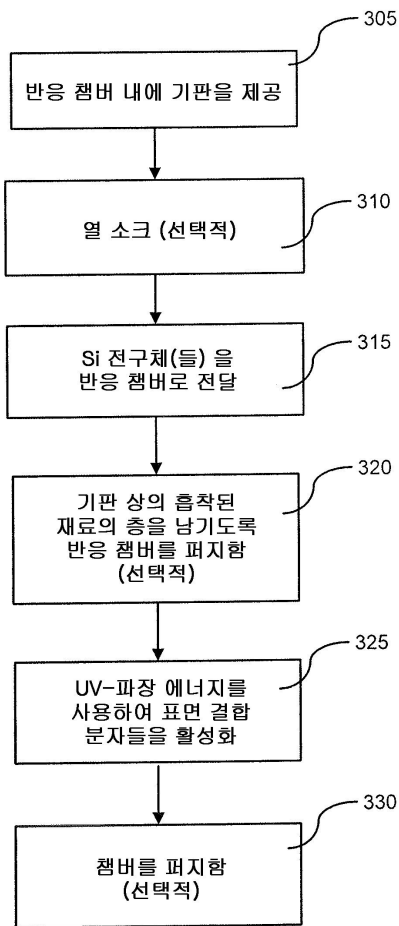 305
반응 챔버 내에 기판을 제공
310
열 소크 (선택적)
315
Si 전구체(들) 을
반응 챔버로 전달
320
기판 상의 흡착된
재료의 층을 남기도록
반응 챔버를 퍼지함
(선택적)
325
UV-파장 에너지를
사용하여 표면 결합
분자들을 활성화
330
챔버를 퍼지함
(선택적)